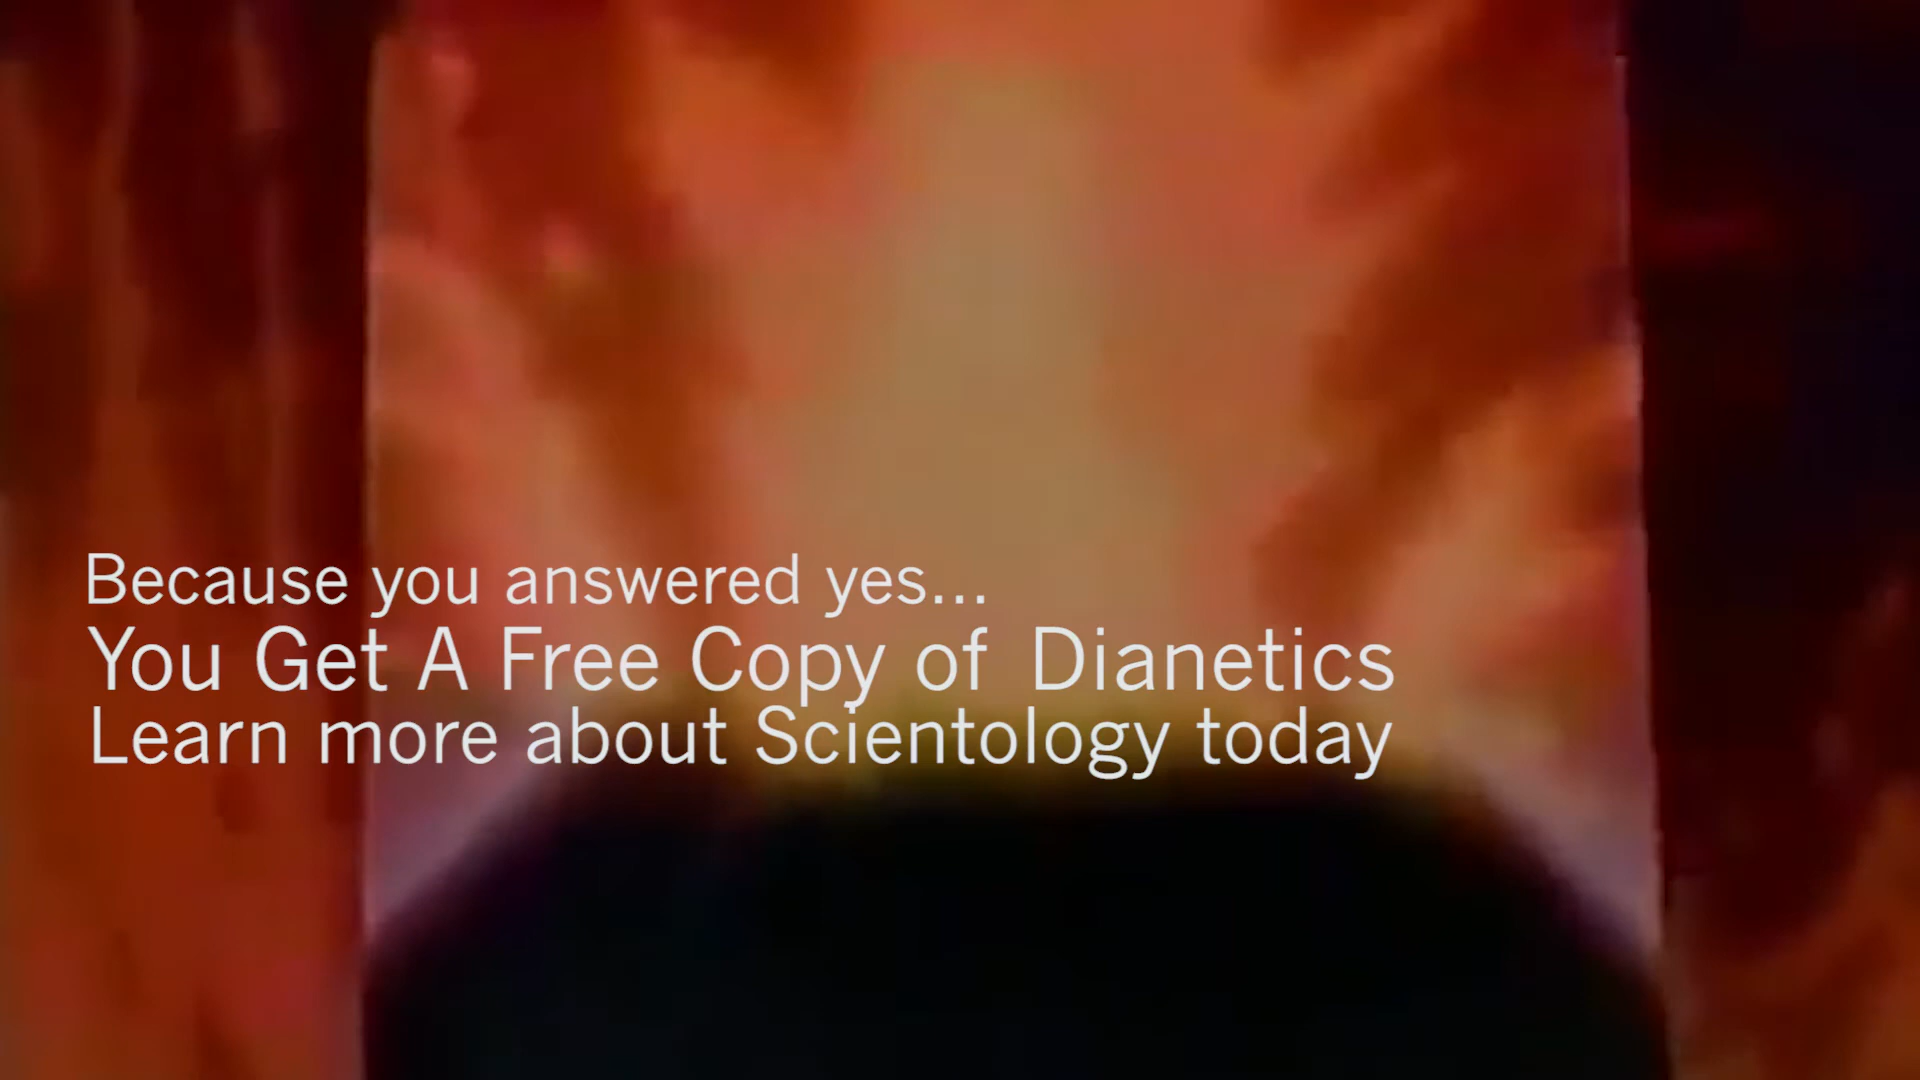 Because you answered yes...
You Get A Free Copy of Dianetics
Learn more about Scientology today